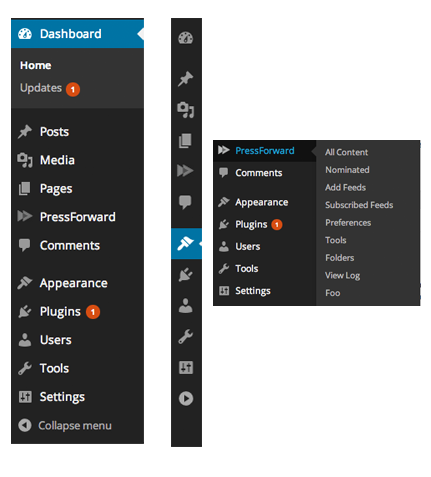 Dashboard
Home
Updates 1
Posts
Media
Pages
PressForward
Comments
Appearance
Plugins 1
Users
Tools
Settings
Collapse menu
PressForward
Comments
Appearance
Plugins 1
Users
Tools
Settings
All Content
Nominated
Add Feeds
Subscribed Feeds
Preferences
Tools
Folders
View Log
Foo